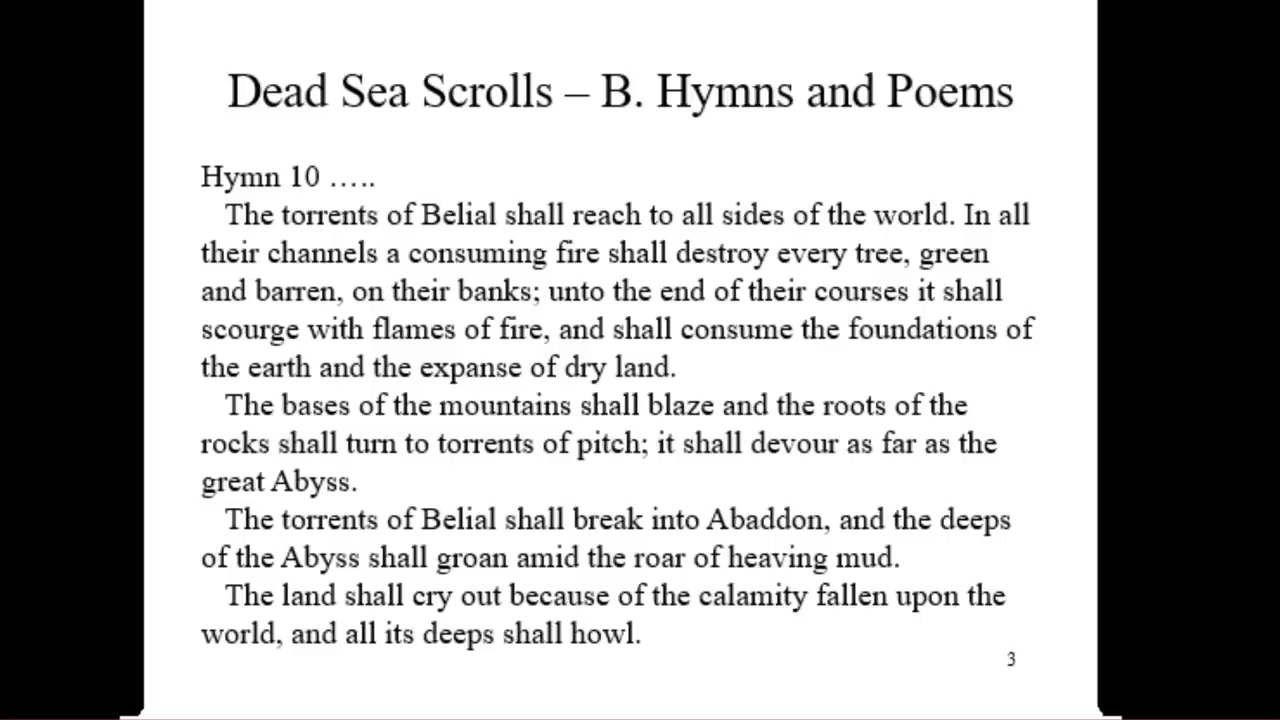 Dead Sea Scrolls – B. Hymns and Poems
Hymn 10 …..
The torrents of Belial shall reach to all sides of the world. In all
their channels a consuming fire shall destroy every tree, green
and barren, on their banks; unto the end of their courses it shall
scourge with flames of fire, and shall consume the foundations of
the earth and the expanse of dry land.
The bases of the mountains shall blaze and the roots of the
rocks shall turn to torrents of pitch; it shall devour as far as the
great Abyss.
The torrents of Belial shall break into Abaddon, and the deeps
of the Abyss shall groan amid the roar of heaving mud.
The land shall cry out because of the calamity fallen upon the
world, and all its deeps shall howl.
3